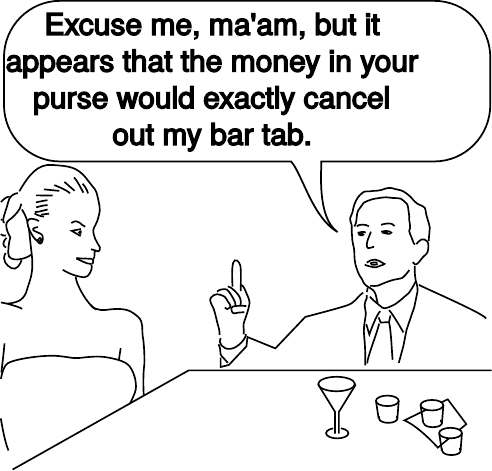 Excuse me, ma'am, but it
appears that the money in your
purse would exactly cancel
out my bar tab.